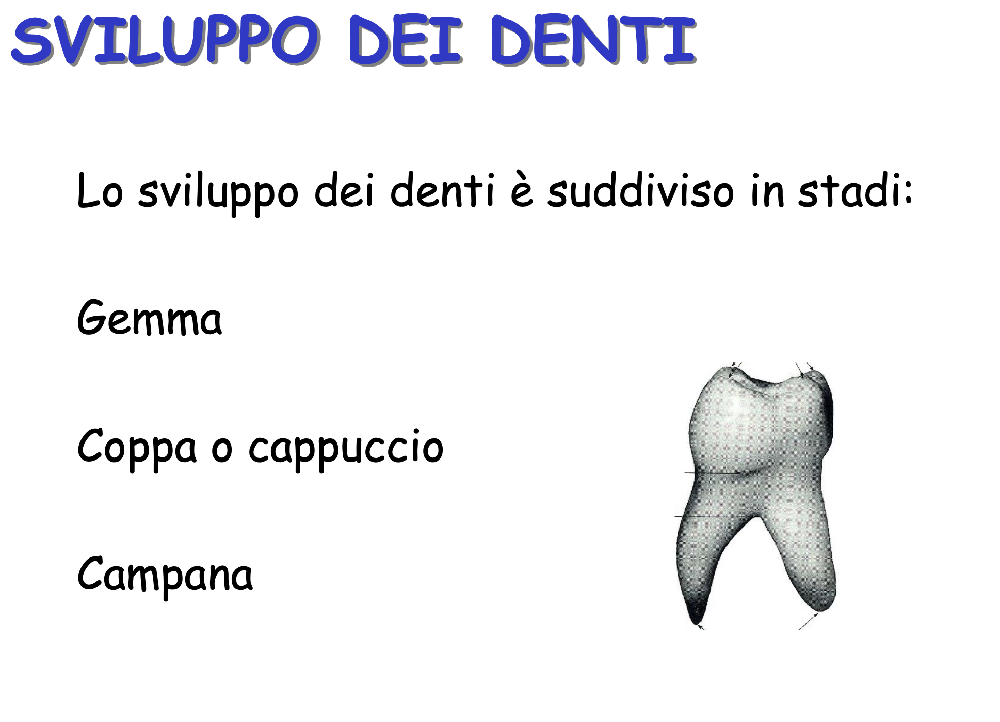 SVILUPPO DEI DENTI
Lo sviluppo dei denti è suddiviso in stadi:
Gemma
Coppa o cappuccio
Campana